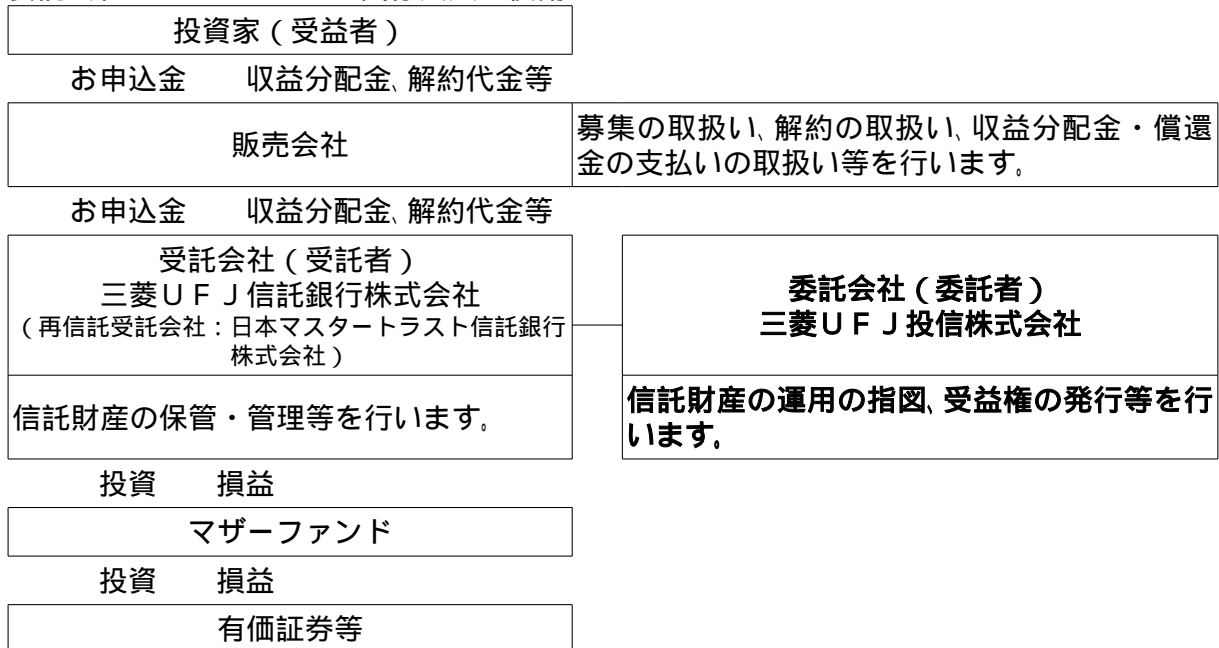 投資家（受益者）
お申込金　収益分配金、解約代金等
販売会社
募集の取扱い、解約の取扱い、収益分配金・償還
金の支払いの取扱い等を行います。
お申込金　収益分配金、解約代金等
受託会社（受託者）
三菱ＵＦＪ信託銀行株式会社
（再信託受託会社：日本マスタートラスト信託銀行
株式会社）
委託会社（委託者）
三菱ＵＦＪ投信株式会社
信託財産の保管・管理等を行います。
信託財産の運用の指図、受益権の発行等を行
います。
投資　損益
マザーファンド
投資　損益
有価証券等